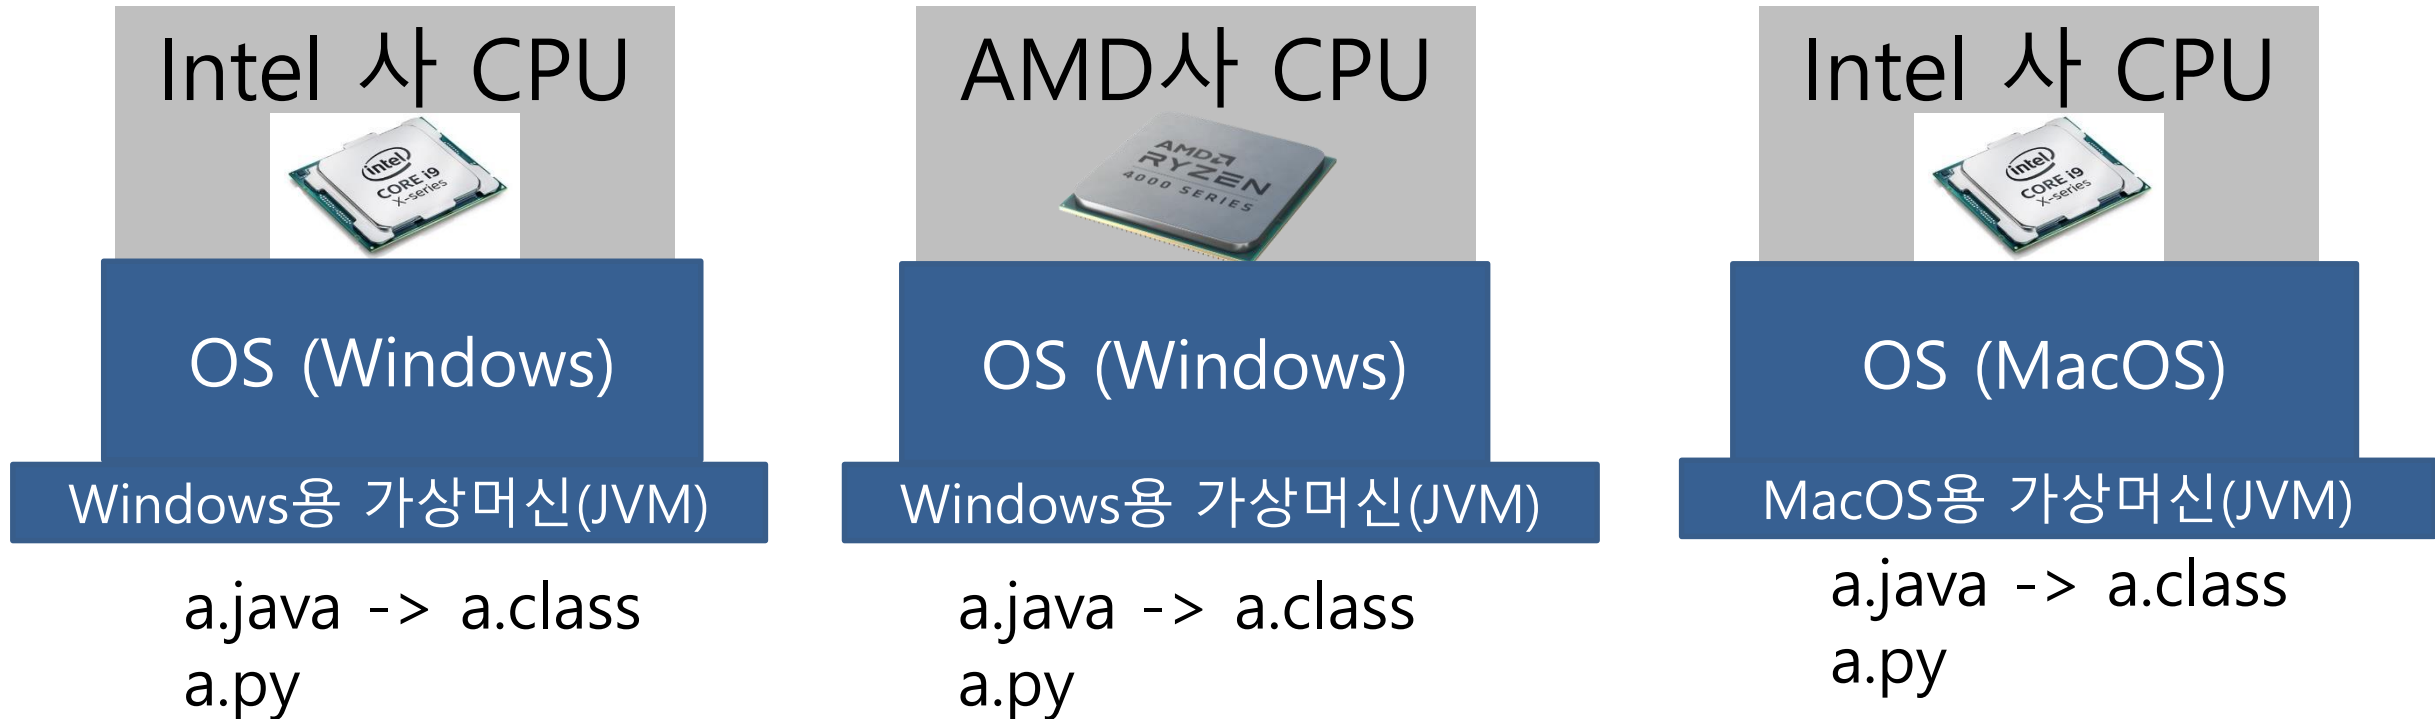 Intel 사 CPU
intel
CORE i9
X-series
OS (Windows)
Windows용 가상머신(JVM)
a.java -> a.class
a.py
AMD사 CPU
AMD
RYZEN
4000 SERIES
OS (Windows)
Windows용 가상머신(JVM)
a.java -> a.class
a.py
Intel 사 CPU
intel
CORE i9
X-series
OS (MacOS)
MacOS용 가상머신(JVM)
a.java -> a.class
a.py